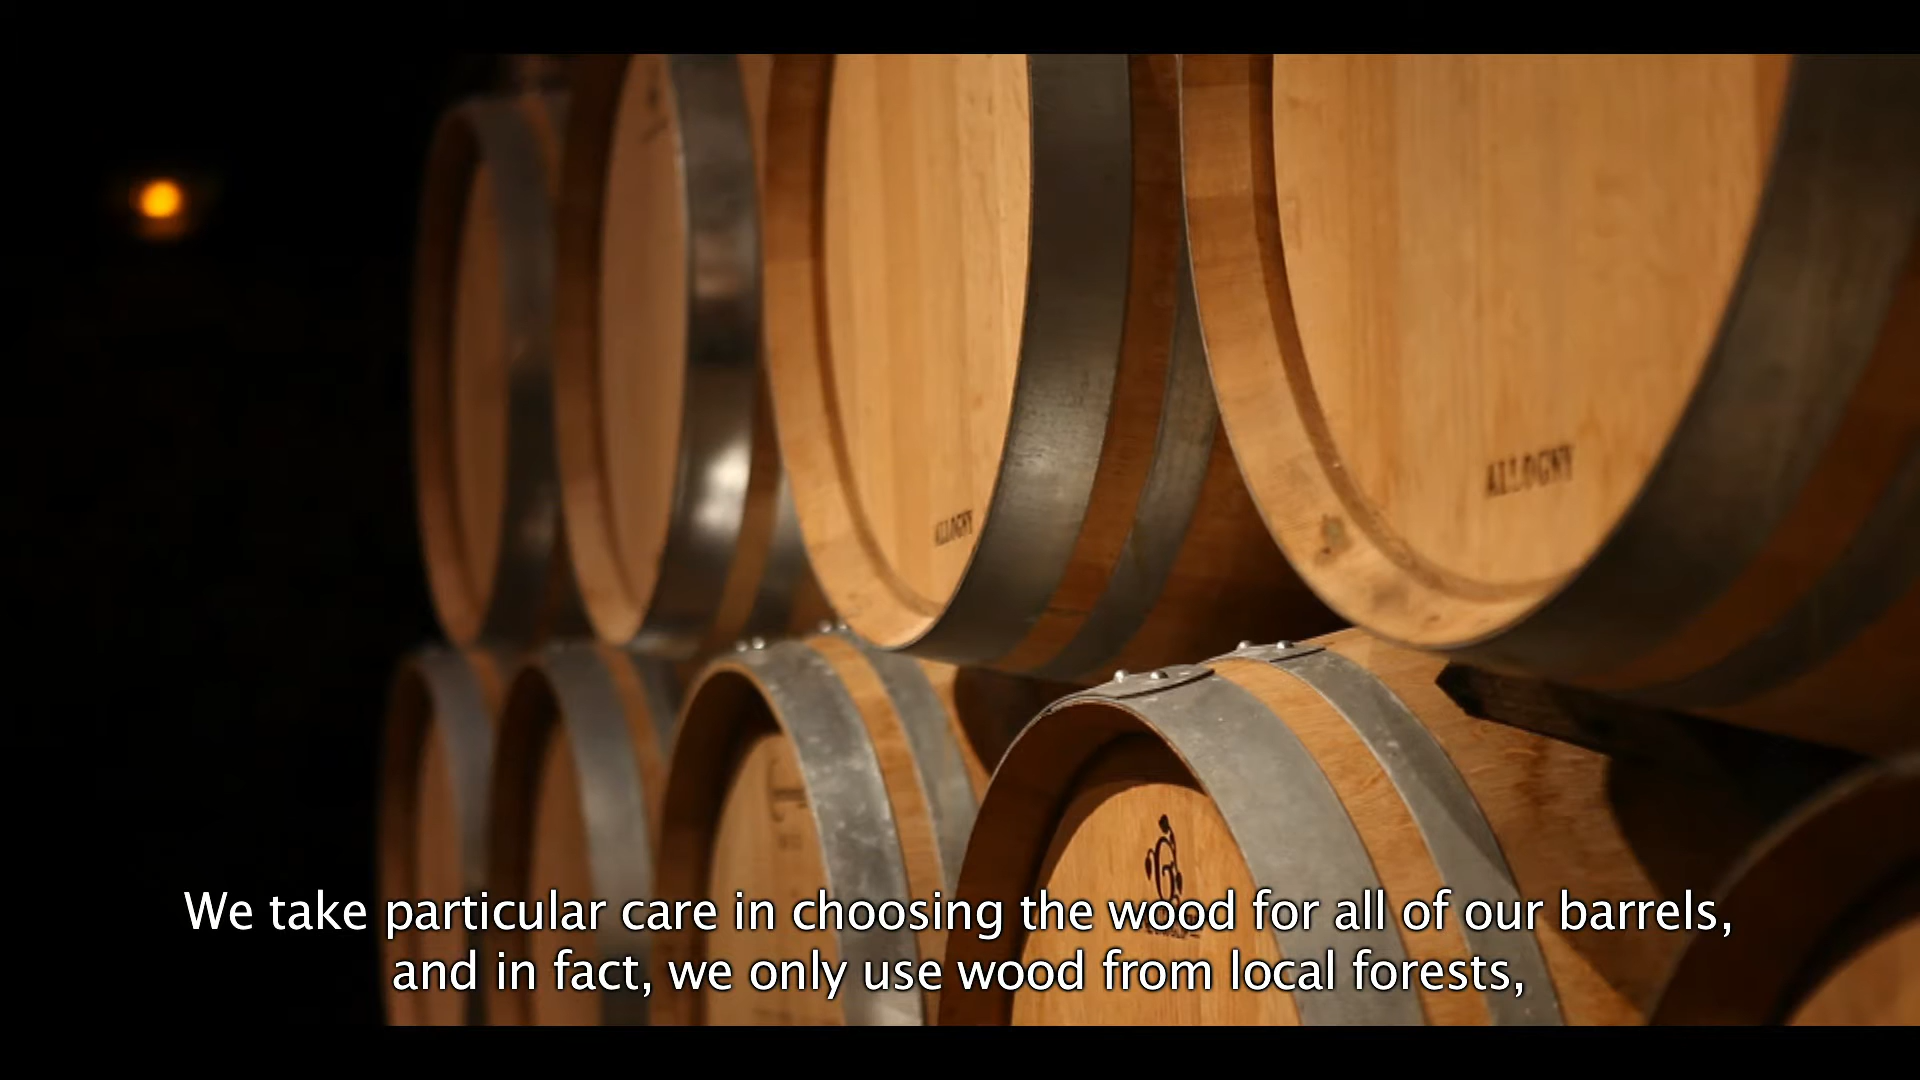 ALLOGNY
ALLOGNY
We take particular care in choosing the wood for all of our barrels,
and in fact, we only use wood from local forests,